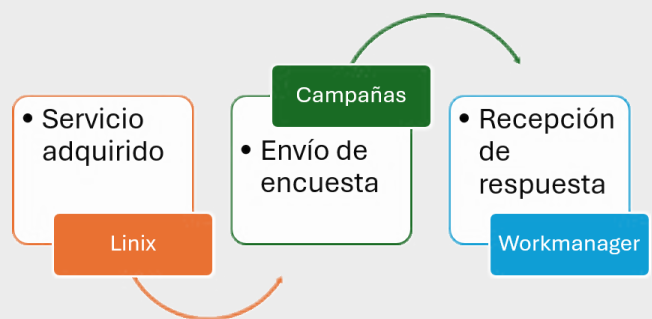 • Servicio
adquirido
Linix
Campañas
• Envío de
encuesta
• Recepción
de
respuesta
Workmanager